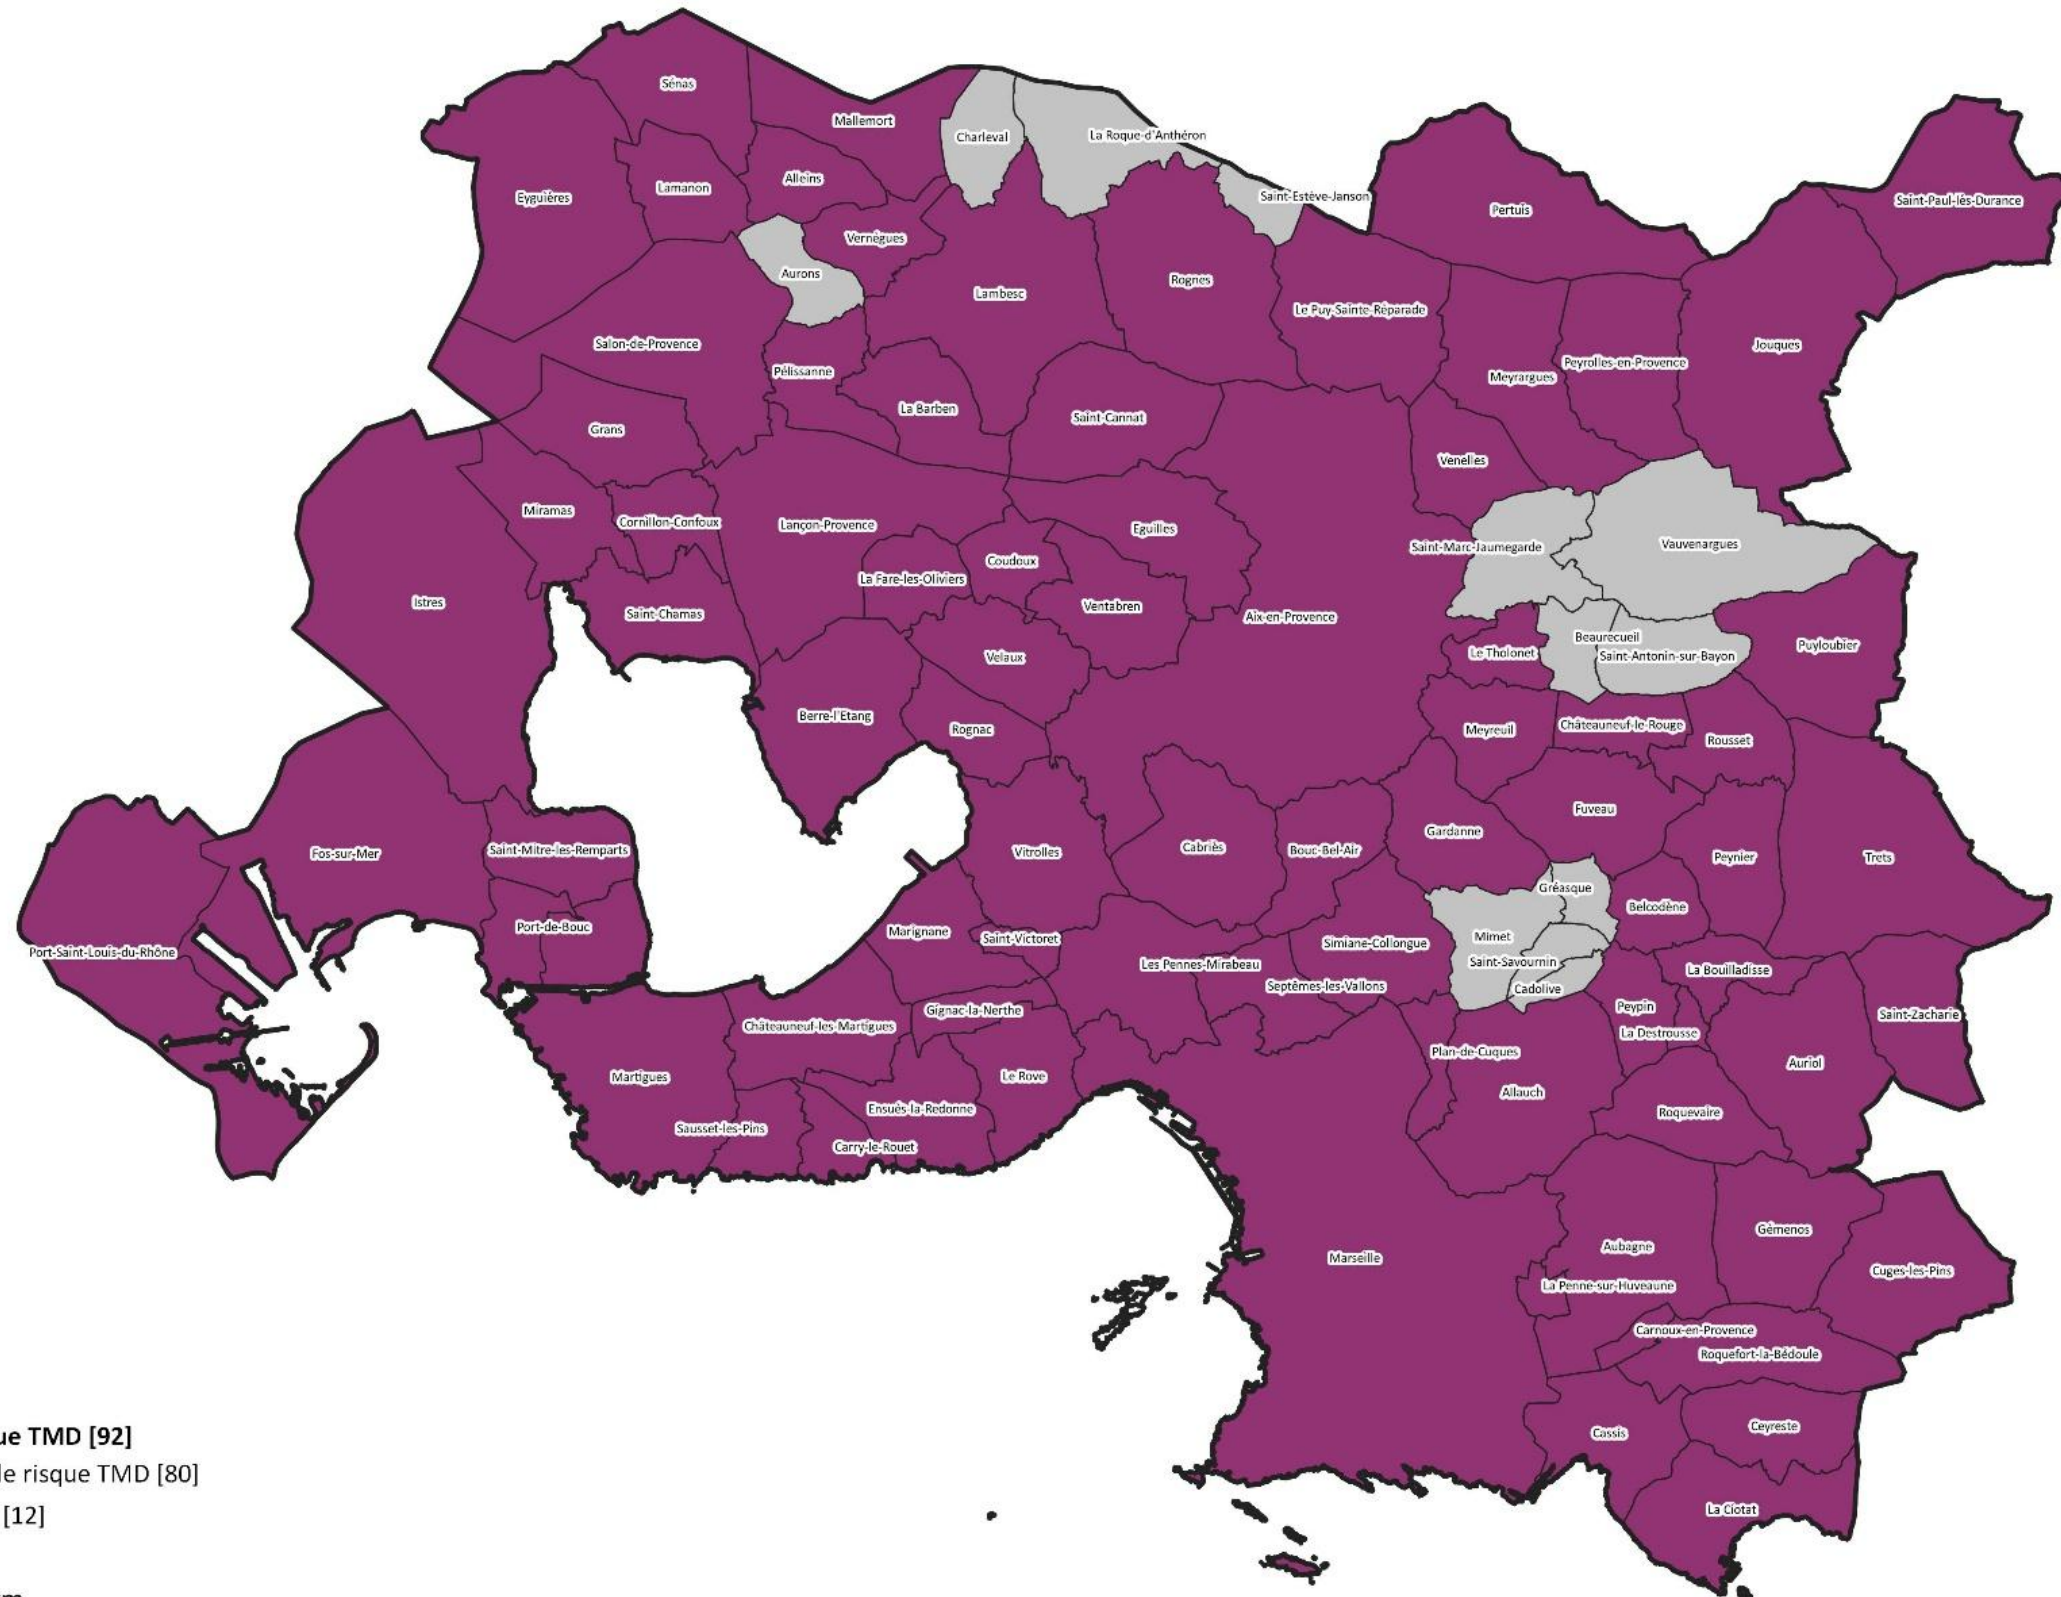 Sénas
Mallemort
Charleval
La Roque-d'Anthéron
Alleins
Lamanon
Eyguières
Saint-Estève-Janson
Pertuis
Saint-Paul-lès-Durance
Vernègues
Aurons
Lambesc
Rognes
Le Puy-Sainte-Réparade
Salon-de-Provence
Jouques
Pélissanne
Meyrargues
Peyrolles-en-Provence
La Barben
Saint-Cannat
Grans
Venelles
Miramas
Cornillon-Confoux
Lançon-Provence
Eguilles
Saint-Marc-Jaumegarde
Vauvenargues
Coudoux
La Fare-les-Oliviers
Istres
Saint-Chamas
Ventabren
Aix-en-Provence
Beaurecueil
Puyloubier
Velaux
Le Tholonet
Saint-Antonin-sur-Bayon
Berre-l'Etang
Rognac
Meyreuil
Châteauneuf-le-Rouge
Rousset
Fuveau
Gardanne
Fos-sur-Mer
Saint-Mitre-les-Remparts
Vitrolles
Cabriès
Bouc-Bel-Air
Peynier
Trets
Gréasque
Belcodène
Port-de-Bouc
Marignane
Saint-Victoret
Simiane-Collongue
Mimet
Port-Saint-Louis-du-Rhône
Les Pennes-Mirabeau
Saint-Savournin
La Bouilladisse
Septèmes-les-Vallons
Cadolive
Gignac-la-Nerthe
Peypin
Saint-Zacharie
Châteauneuf-les-Martigues
La Destrousse
Plan-de-Cuques
Auriol
Martigues
Le Rove
Allauch
Ensuès-la-Redonne
Roquevaire
Sausset-les-Pins
Carry-le-Rouet
Gémenos
Aubagne
Marseille
Cuges-les-Pins
La Penne-sur-Huveaune
Carnoux-en-Provence
Roquefort-la-Bédoule
Ceyreste
Cassis
La Ciotat
ue TMD [92]
le risque TMD [80]
[12]